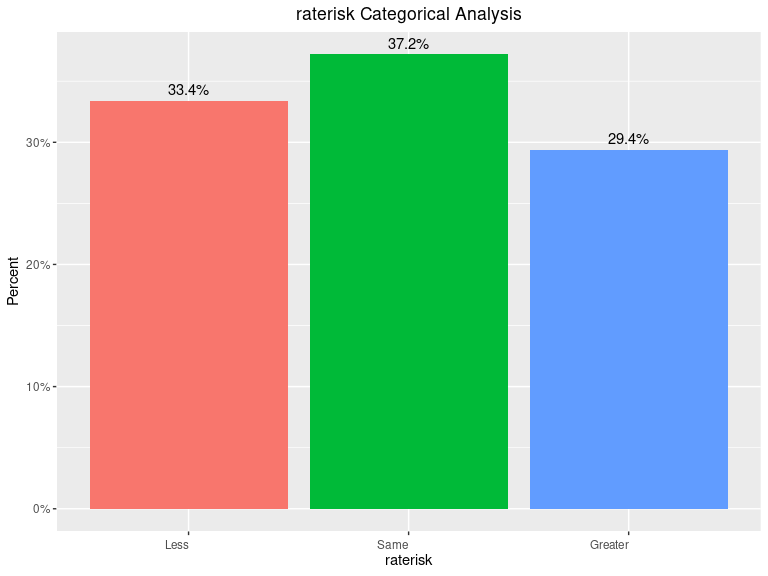 raterisk Categorical Analysis
37.2%
33.4%
29.4%
30%
20%
10%
0%
Percent
Less Same Greater
raterisk